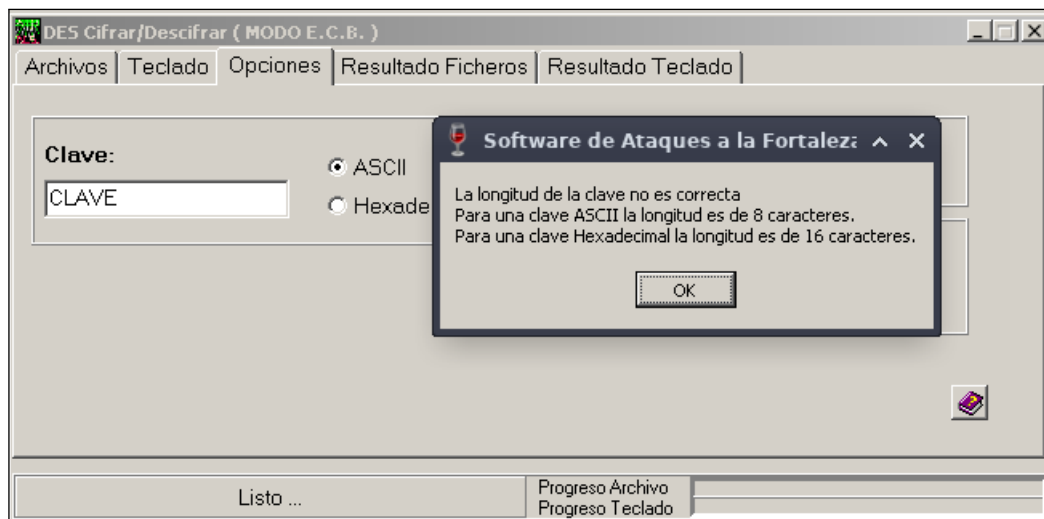 DES Cifrar/Descifrar ( MODO E.C.B. )
Archivos Teclado Opciones Resultado Ficheros Resultado Teclado
Clave:
CLAVE
ASCII
Hexade
Software de Ataques a la Fortalez
La longitud de la clave no es correcta
Para una clave ASCII la longitud es de 8 caracteres.
Para una clave Hexadecimal la longitud es de 16 caracteres.
OK
Listo ...
Progreso Archivo
Progreso Teclado